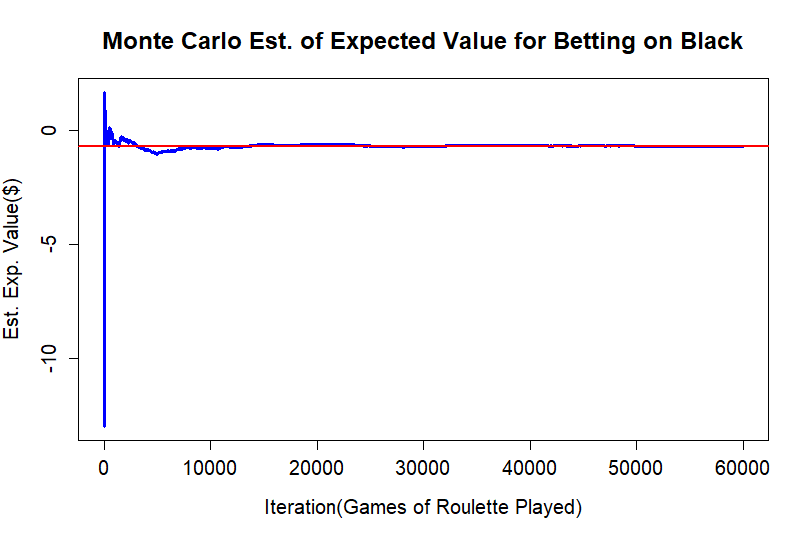 Monte Carlo Est. of Expected Value for Betting on Black
Est. Exp. Value($)
0
-5
-10
0 10000 20000 30000 40000 50000 60000
Iteration(Games of Roulette Played)